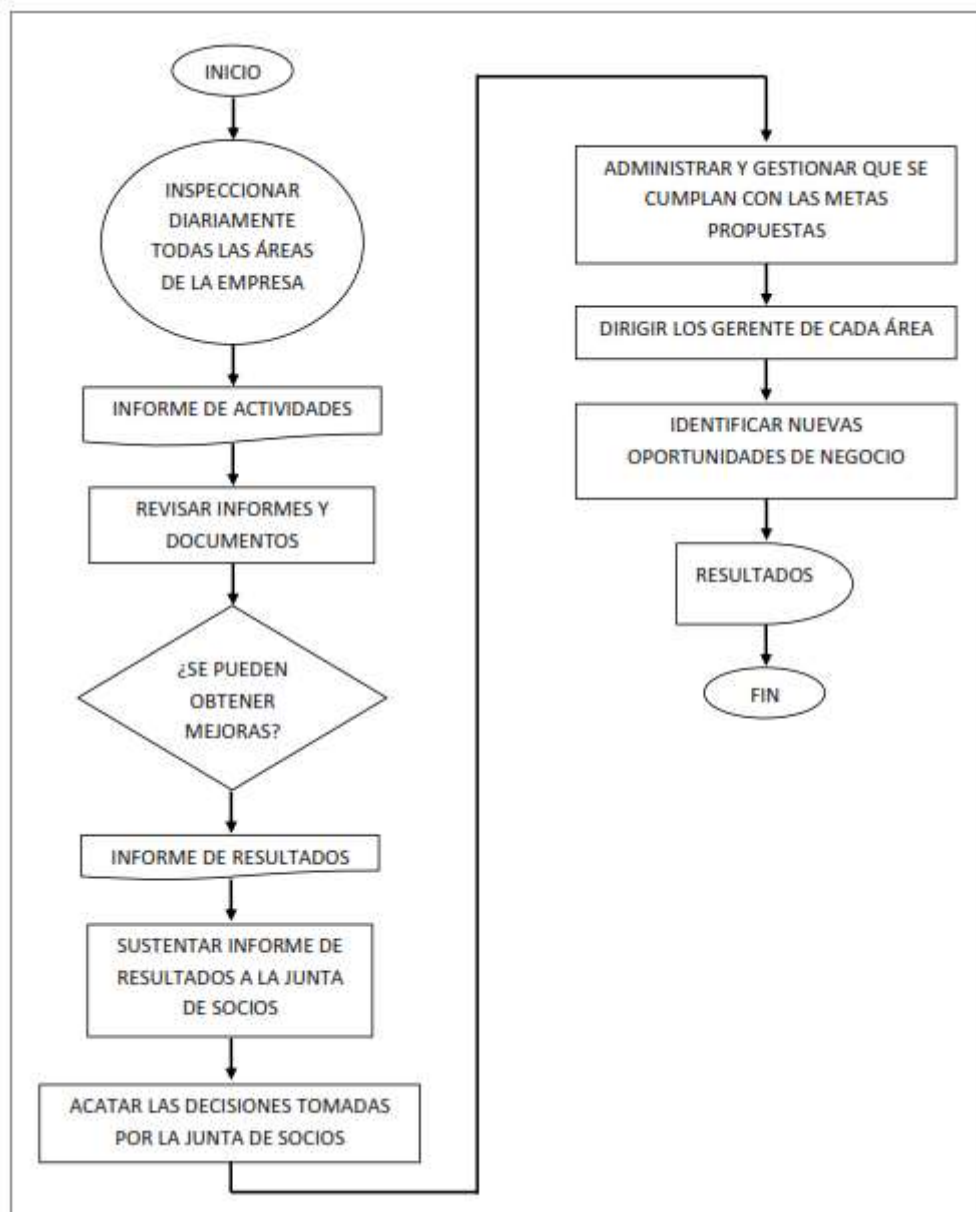 INICIO
INSPECCIONAR
DIARIAMENTE
TODAS LAS ÁREAS
DE LA EMPRESA
INFORME DE ACTIVIDADES
REVISAR INFORMES Y
DOCUMENTOS
¿SE PUEDEN
OBTENER
MEJORAS?
INFORME DE RESULTADOS
SUSTENTAR INFORME DE
RESULTADOS A LA JUNTA
DE SOCIOS
ACATAR LAS DECISIONES TOMADAS
POR LA JUNTA DE SOCIOS
ADMINISTRAR Y GESTIONAR QUE SE
CUMPLAN CON LAS METAS
PROPUESTAS
DIRIGIR LOS GERENTE DE CADA ÁREA
IDENTIFICAR NUEVAS
OPORTUNIDADES DE NEGOCIO
RESULTADOS
FIN